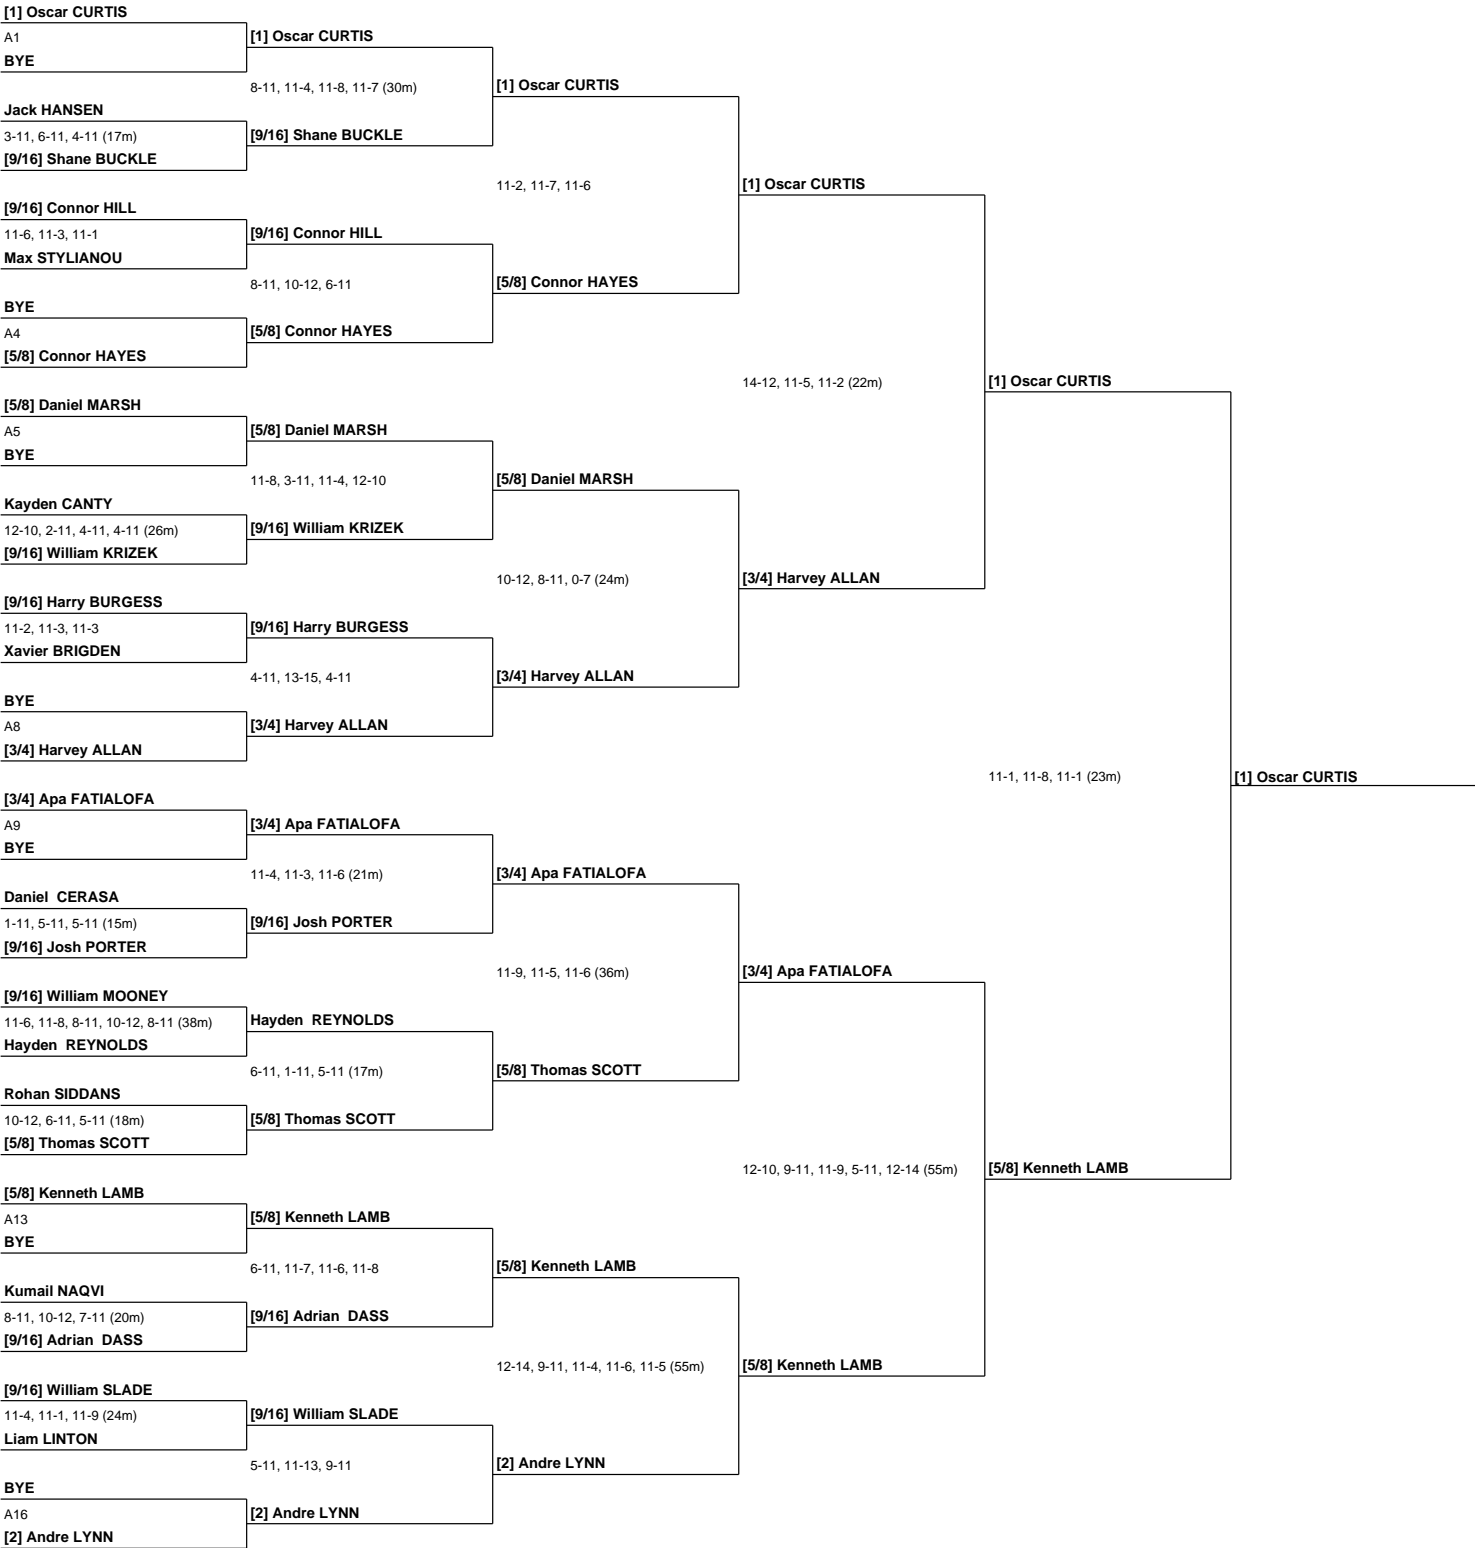 [1] Oscar CURTIS
A1
BYE
[1] Oscar CURTIS
8-11, 11-4, 11-8, 11-7 (30m)
[1] Oscar CURTIS
Jack HANSEN
3-11, 6-11, 4-11 (17m)
[9/16] Shane BUCKLE
[9/16] Shane BUCKLE
11-2, 11-7, 11-6
[1] Oscar CURTIS
[9/16] Connor HILL
11-6, 11-3, 11-1
Max STYLIANOU
[9/16] Connor HILL
8-11, 10-12, 6-11
[5/8] Connor HAYES
BYE
A4
[5/8] Connor HAYES
[5/8] Connor HAYES
14-12, 11-5, 11-2 (22m)
[1] Oscar CURTIS
[5/8] Daniel MARSH
A5
BYE
[5/8] Daniel MARSH
11-8, 3-11, 11-4, 12-10
[5/8] Daniel MARSH
Kayden CANTY
12-10, 2-11, 4-11, 4-11 (26m)
[9/16] William KRIZEK
[9/16] William KRIZEK
10-12, 8-11, 0-7 (24m)
[3/4] Harvey ALLAN
[9/16] Harry BURGESS
11-2, 11-3, 11-3
Xavier BRIGDEN
[9/16] Harry BURGESS
4-11, 13-15, 4-11
[3/4] Harvey ALLAN
BYE
A8
[3/4] Harvey ALLAN
[3/4] Harvey ALLAN
11-1, 11-8, 11-1 (23m)
[1] Oscar CURTIS
[3/4] Apa FATIALOFA
A9
BYE
[3/4] Apa FATIALOFA
11-4, 11-3, 11-6 (21m)
[3/4] Apa FATIALOFA
Daniel  CERASA
1-11, 5-11, 5-11 (15m)
[9/16] Josh PORTER
[9/16] Josh PORTER
11-9, 11-5, 11-6 (36m)
[3/4] Apa FATIALOFA
[9/16] William MOONEY
11-6, 11-8, 8-11, 10-12, 8-11 (38m)
Hayden  REYNOLDS
Hayden  REYNOLDS
6-11, 1-11, 5-11 (17m)
[5/8] Thomas SCOTT
Rohan SIDDANS
10-12, 6-11, 5-11 (18m)
[5/8] Thomas SCOTT
[5/8] Thomas SCOTT
12-10, 9-11, 11-9, 5-11, 12-14 (55m)
[5/8] Kenneth LAMB
[5/8] Kenneth LAMB
A13
BYE
[5/8] Kenneth LAMB
6-11, 11-7, 11-6, 11-8
[5/8] Kenneth LAMB
Kumail NAQVI
8-11, 10-12, 7-11 (20m)
[9/16] Adrian  DASS
[9/16] Adrian  DASS
12-14, 9-11, 11-4, 11-6, 11-5 (55m)
[5/8] Kenneth LAMB
[9/16] William SLADE
11-4, 11-1, 11-9 (24m)
Liam LINTON
[9/16] William SLADE
5-11, 11-13, 9-11
[2] Andre LYNN
BYE
A16
[2] Andre LYNN
[2] Andre LYNN